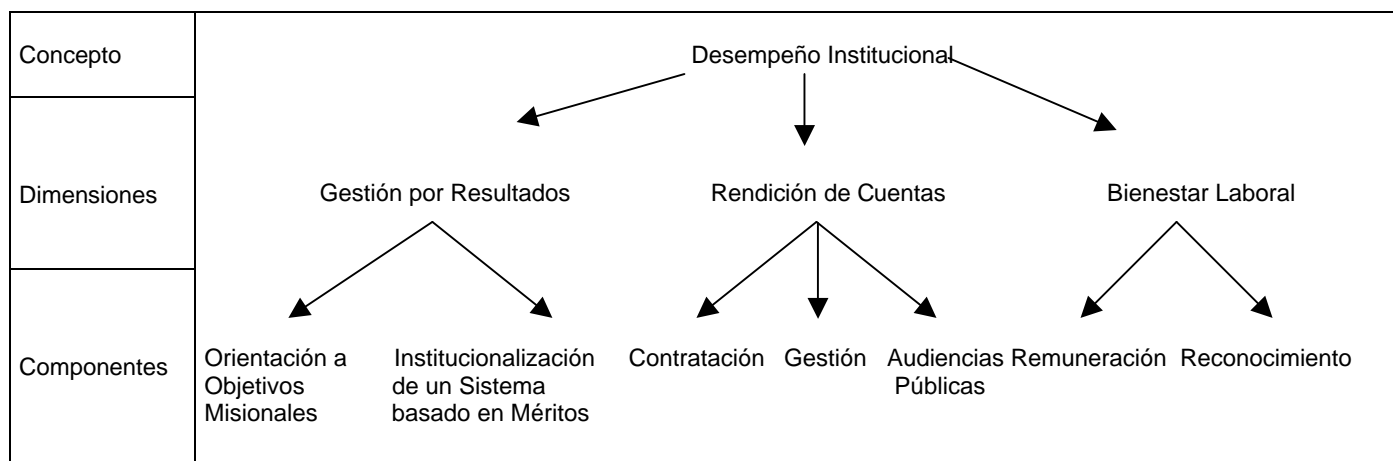 Concepto
Desempeño Institucional
Dimensiones
Gestión por Resultados
Rendición de Cuentas
Bienestar Laboral
Componentes
Orientación a
Objetivos
Misionales
Institucionalización
de un Sistema
basado en Méritos
Contratación
Gestión
Audiencias
Públicas
Remuneración
Reconocimiento